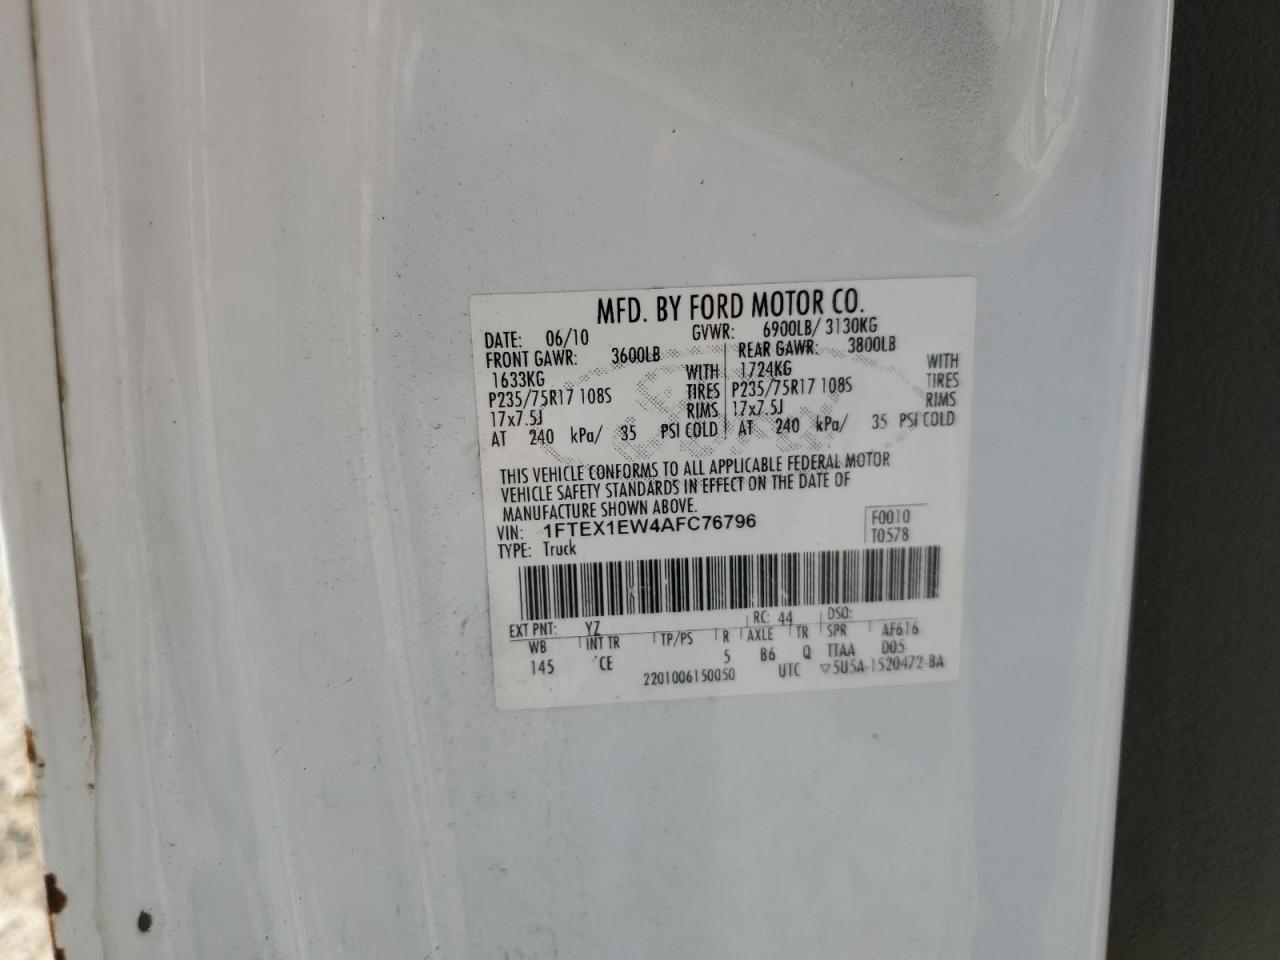 MFD. BY FORD MOTOR CO.
DATE: 06/10 GVWR: 6900LB/ 3130KG
FRONT GAWR: 3600LB REAR GAWR: 3800LB
1633KG WITH 1724KG WITH
P235/75R17 108S TIRES P235/75R17 108S TIRES
17x7.5J RIMS 17x7.5J RIMS
AT 240 kPa/ 35 PSI COLD AT 240 kPa/ 35 PSI COLD
THIS VEHICLE CONFORMS TO ALL APPLICABLE FEDERAL MOTOR
VEHICLE SAFETY STANDARDS IN EFFECT ON THE DATE OF
MANUFACTURE SHOWN ABOVE.
VIN: 1FTEX1EW4AFC76796 F0010
TYPE: Truck T0578
EXT PNT: YZ RC: 44 DSO:
WB INT TR TP/PS R AXLE TR SPR AF616
145 CE 5 B6 Q TTAA D05
2201006150050 UTC ▽5U5A-1520472-BA